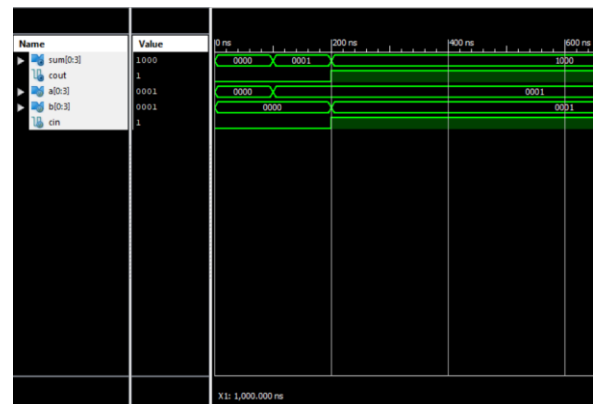 Name Value 0 ns 200 ns 400 ns 600 ns
sum[0:3] 1000 0000 0001 1000
cout 1
a[0:3] 0001 0000 0001
b[0:3] 0001 0000 0001
cin 1
X1: 1,000.000 ns